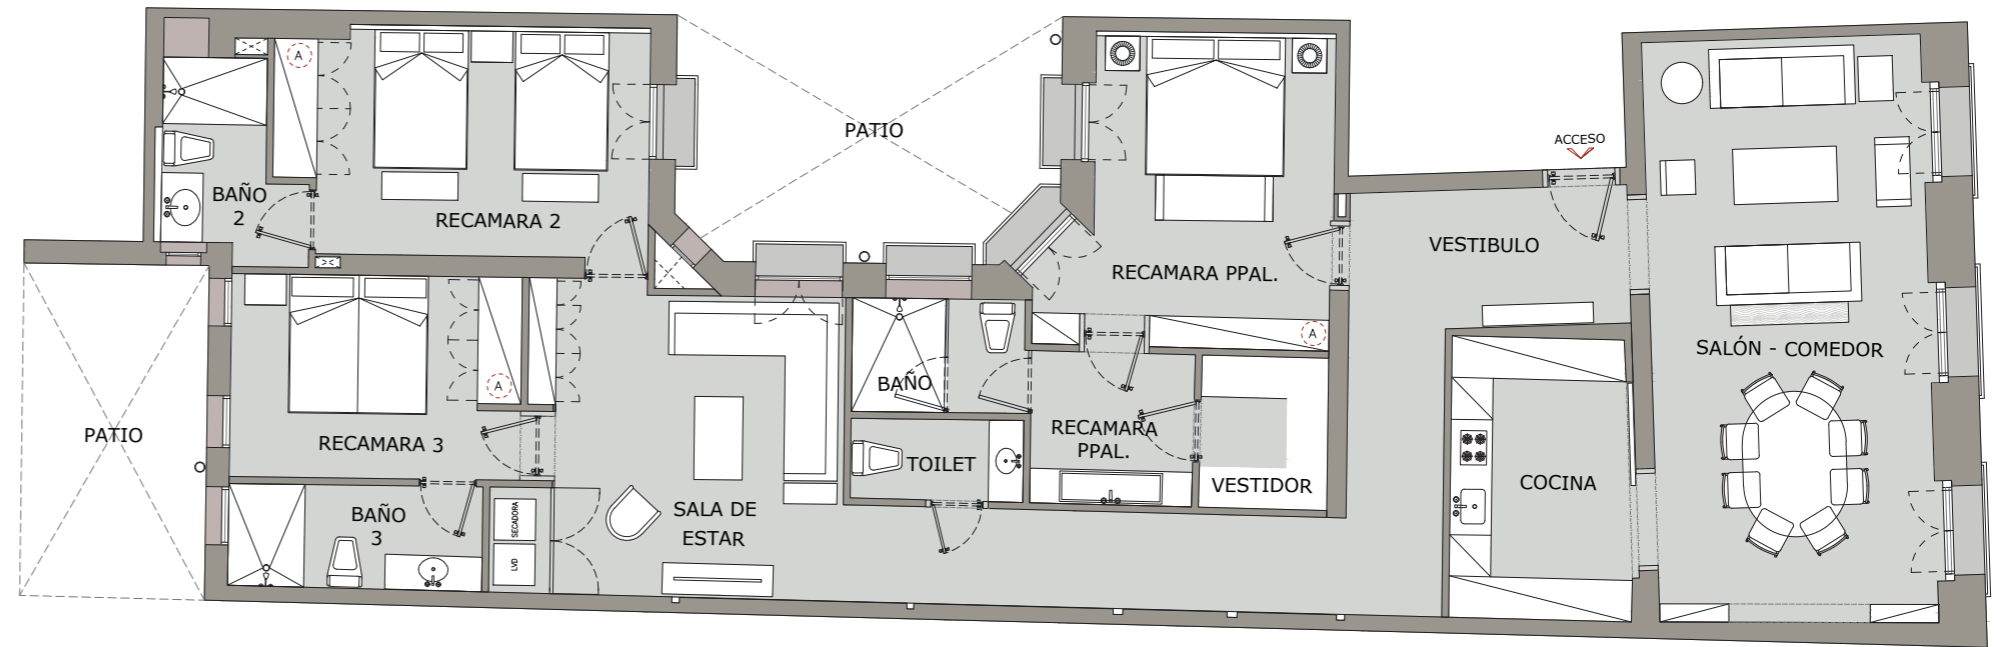 A
PATIO
ACCESO
BAÑO
2
RECAMARA 2
VESTIBULO
RECAMARA PPAL.
A
SALÓN - COMEDOR
A
BAÑO
PATIO
RECAMARA 3
RECAMARA
PPAL.
TOILET
COCINA
VESTIDOR
BAÑO
3
SECADORA
LVD
SALA DE
ESTAR